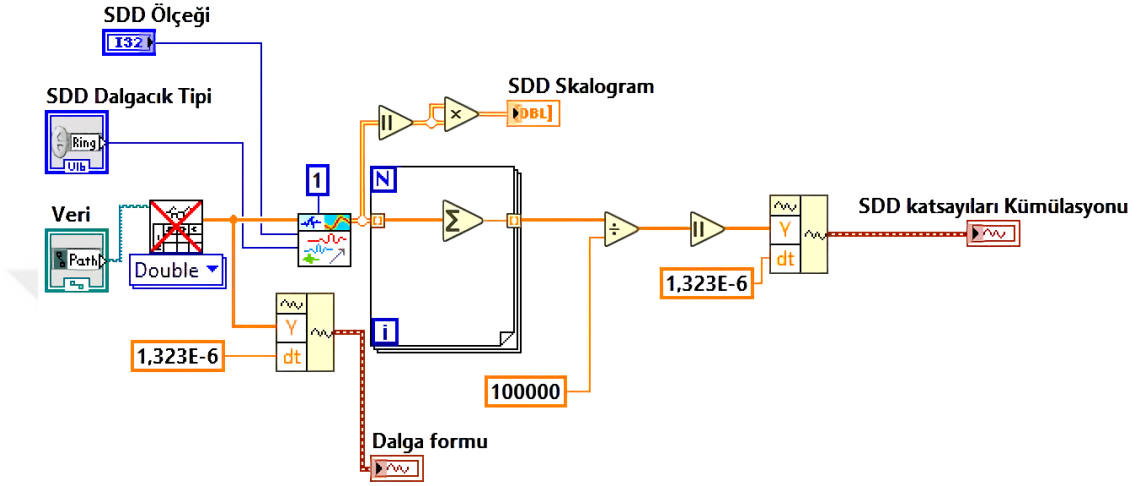 SDD Ölçeği
I32
SDD Dalgacık Tipi
Ring
Ulb
SDD Skalogram
DBL]
1
N
Veri
Path
Double
Σ
÷
Y
dt
SDD katsayıları Kümülasyonu
1,323E-6
i
Y
dt
1,323E-6
100000
Dalga formu